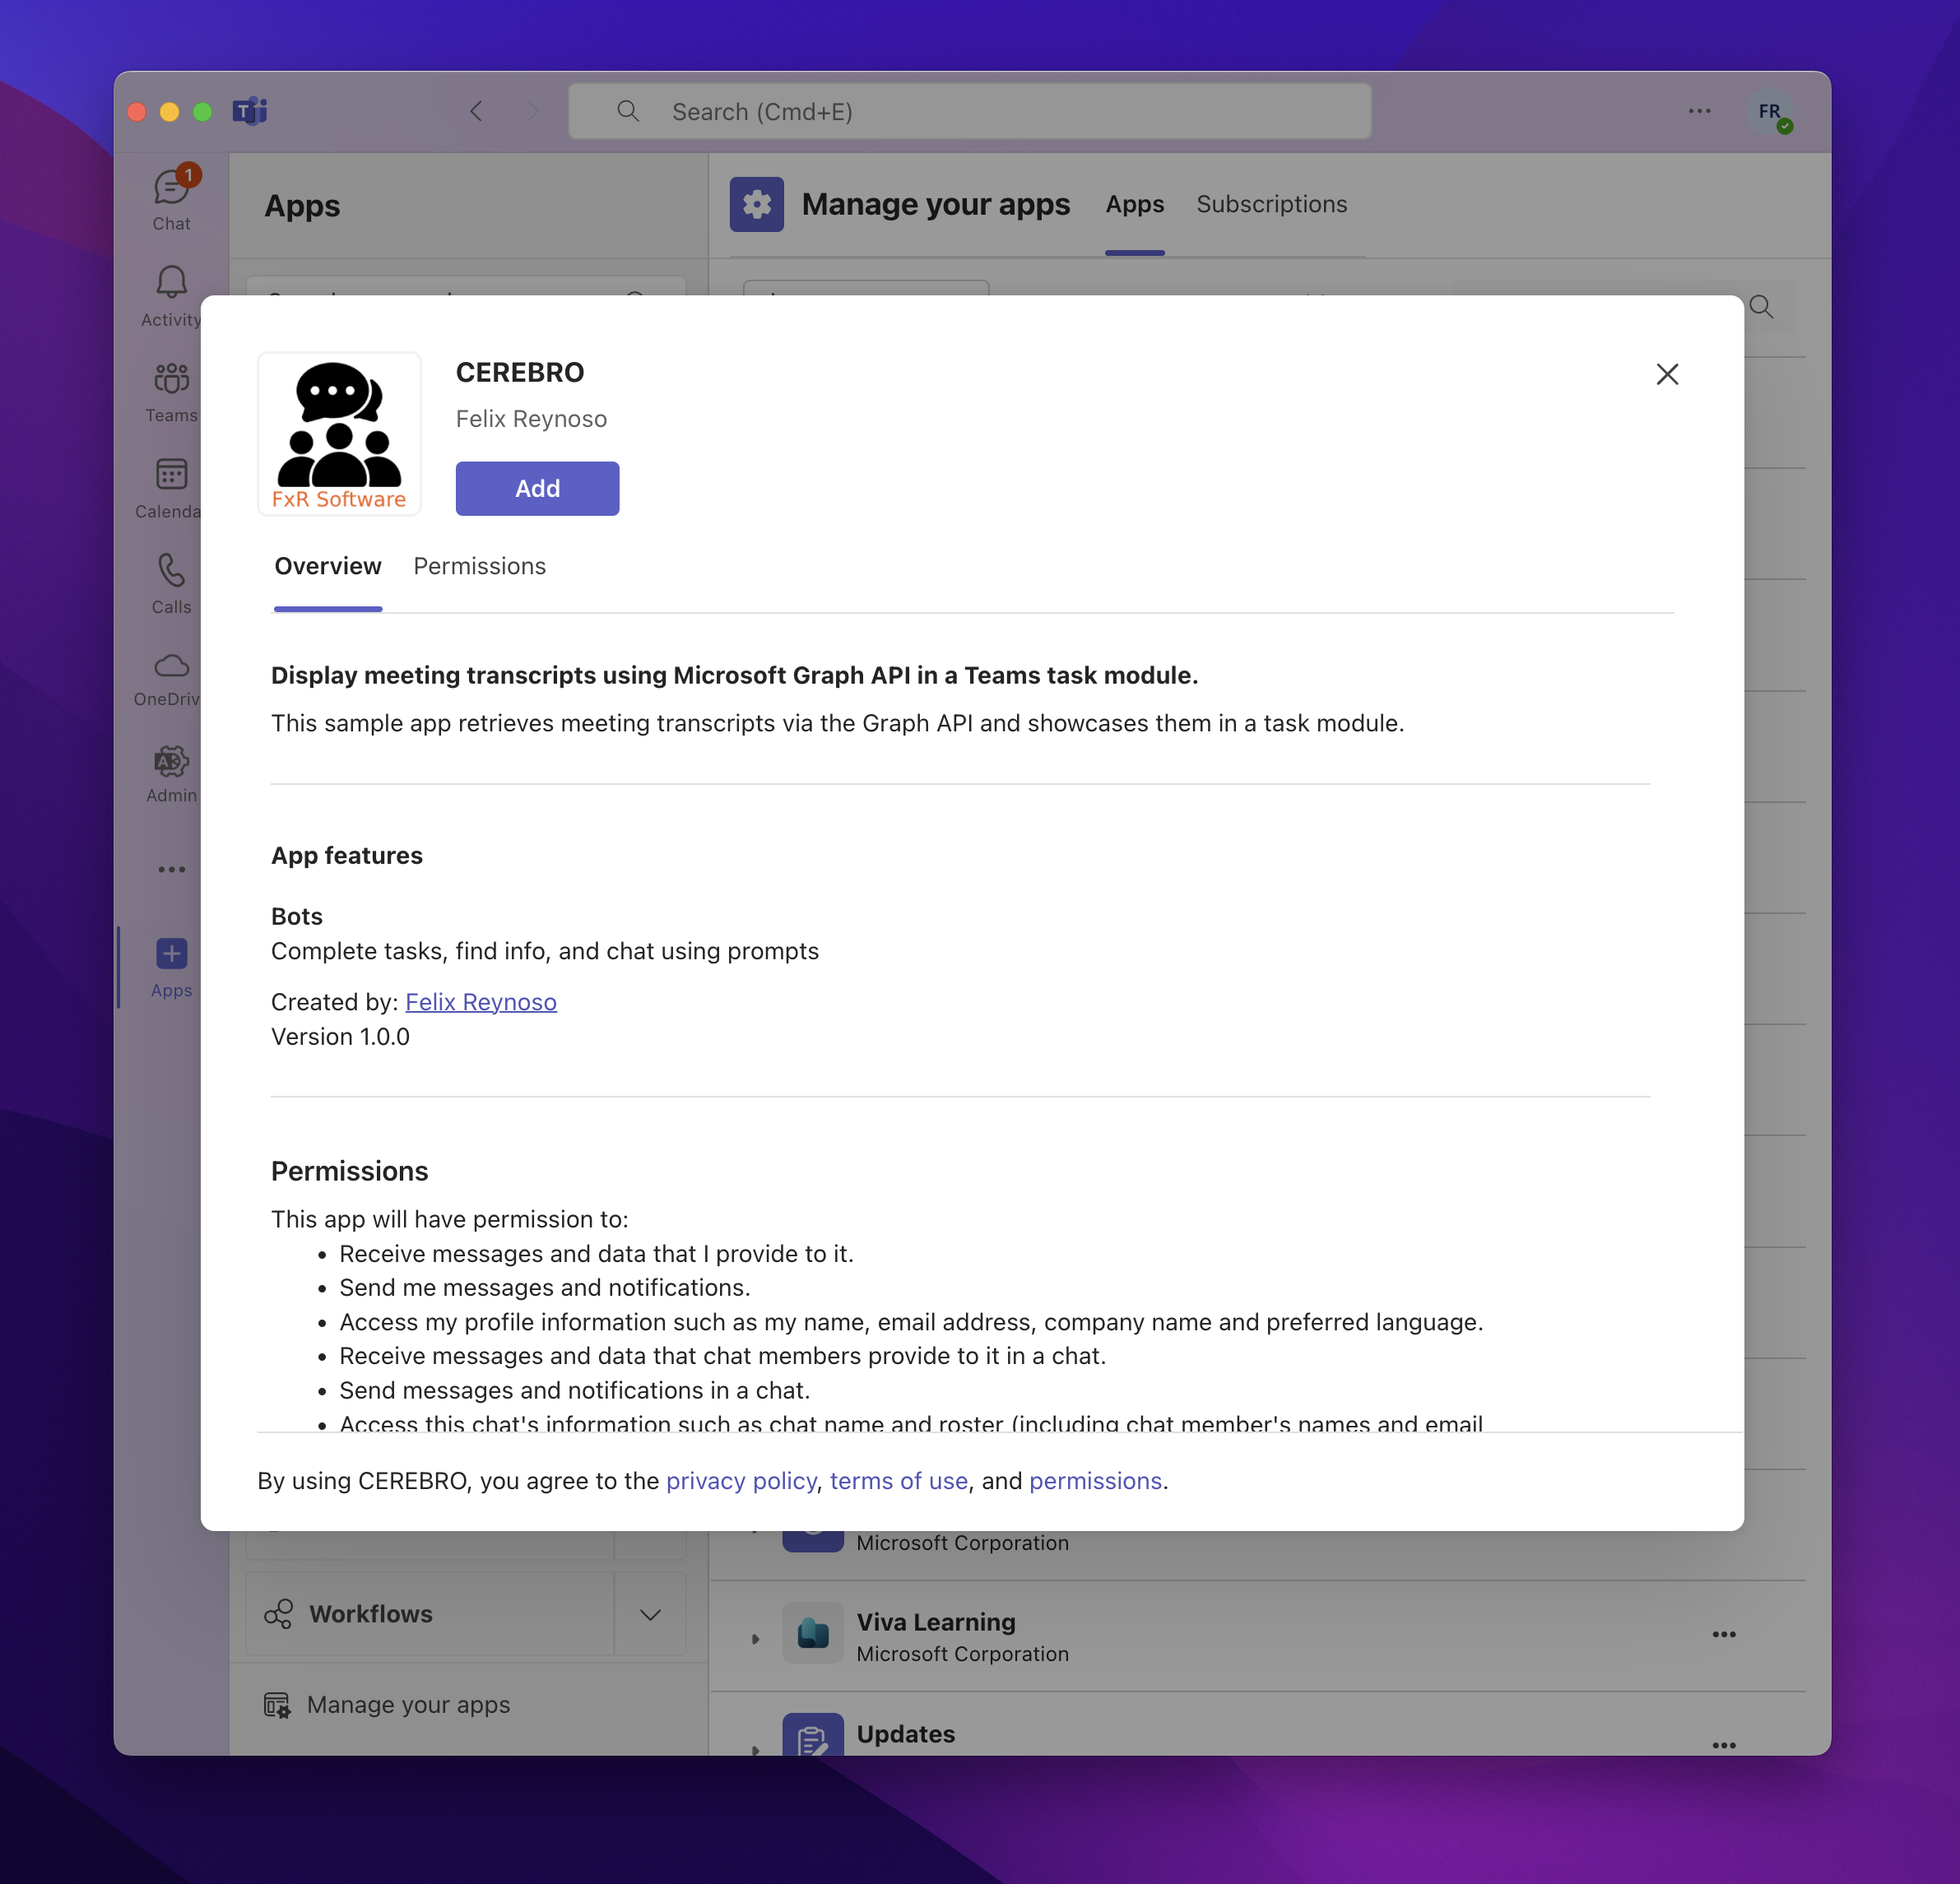 Search (Cmd+E)
FR
1
Chat
Activity
Teams
Calenda
Calls
OneDriv
Admin
Apps
Apps
Manage your apps
Apps
Subscriptions
CEREBRO
Felix Reynoso
Add
FxR Software
Overview
Permissions
Display meeting transcripts using Microsoft Graph API in a Teams task module.
This sample app retrieves meeting transcripts via the Graph API and showcases them in a task module.
App features
Bots
Complete tasks, find info, and chat using prompts
Created by: Felix Reynoso
Version 1.0.0
Permissions
This app will have permission to:
• Receive messages and data that I provide to it.
• Send me messages and notifications.
• Access my profile information such as my name, email address, company name and preferred language.
• Receive messages and data that chat members provide to it in a chat.
• Send messages and notifications in a chat.
• Access this chat's information such as chat name and roster (including chat member's names and email
By using CEREBRO, you agree to the privacy policy, terms of use, and permissions.
Microsoft Corporation
Workflows
Viva Learning
Microsoft Corporation
Manage your apps
Updates